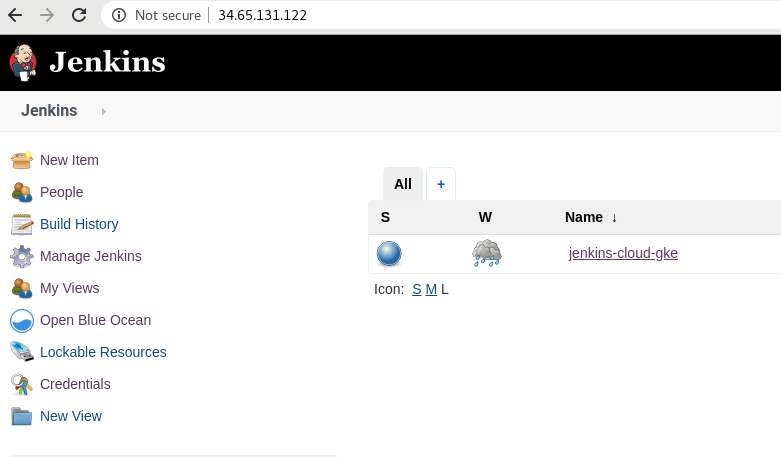 Not secure 34.65.131.122
Jenkins
Jenkins
New Item
People
Build History
Manage Jenkins
My Views
Open Blue Ocean
Lockable Resources
Credentials
New View
All +
S W Name ↓
jenkins-cloud-gke
Icon: S M L